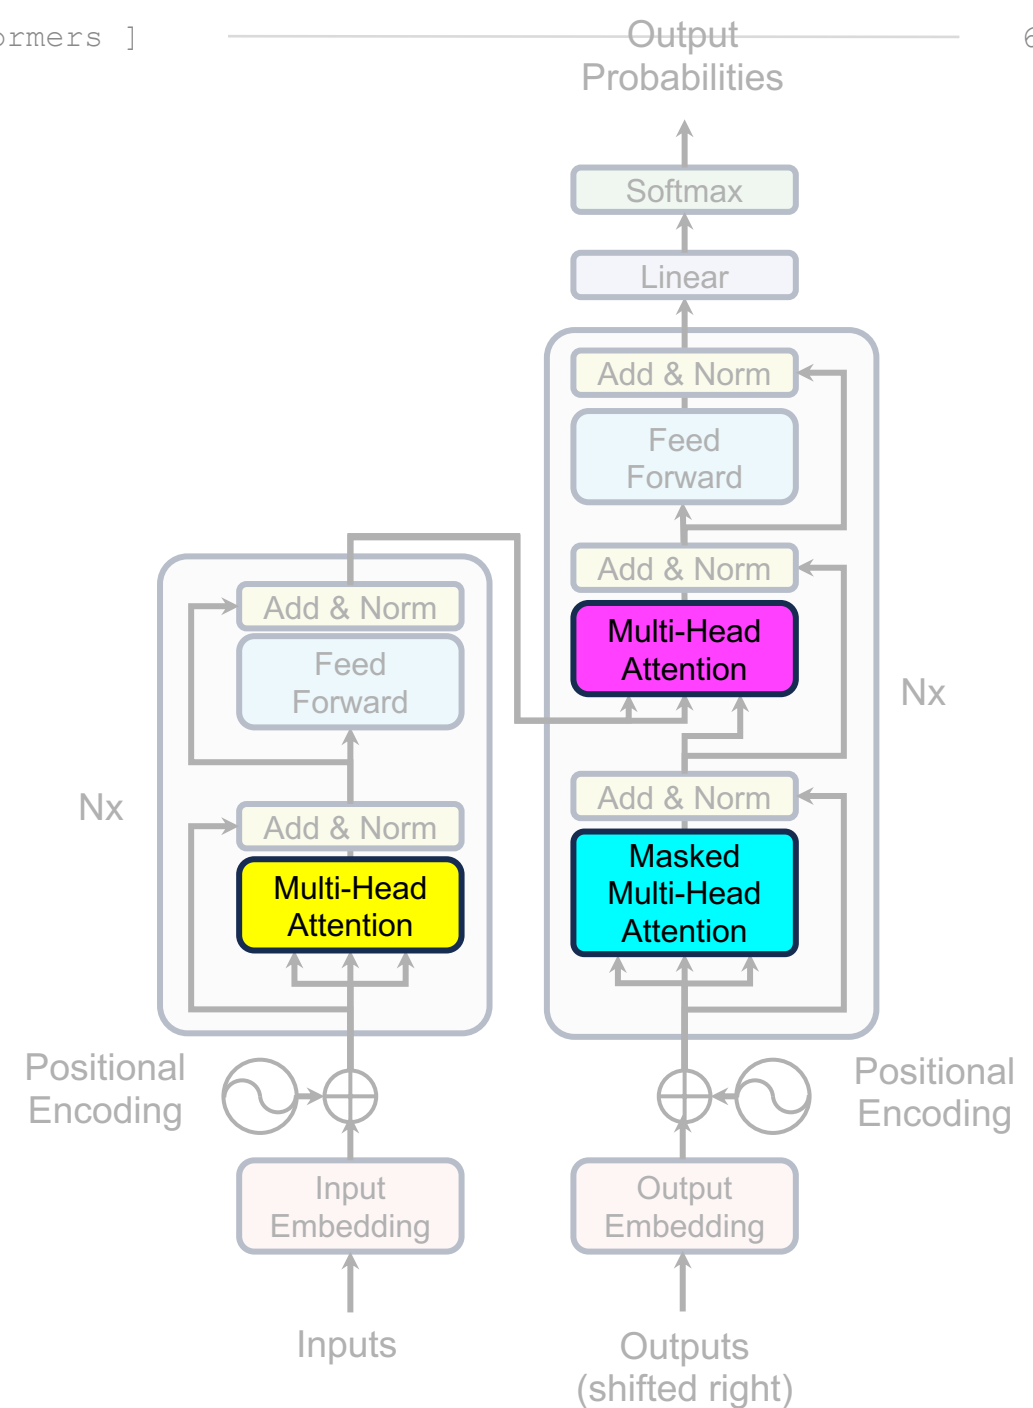 ormers ]
6
Output
Probabilities
Softmax
Linear
Add & Norm
Feed
Forward
Add & Norm
Multi-Head
Attention
Nx
Add & Norm
Masked
Multi-Head
Attention
Add & Norm
Feed
Forward
Nx
Add & Norm
Multi-Head
Attention
Positional
Encoding
Positional
Encoding
Input
Embedding
Output
Embedding
Inputs
Outputs
(shifted right)